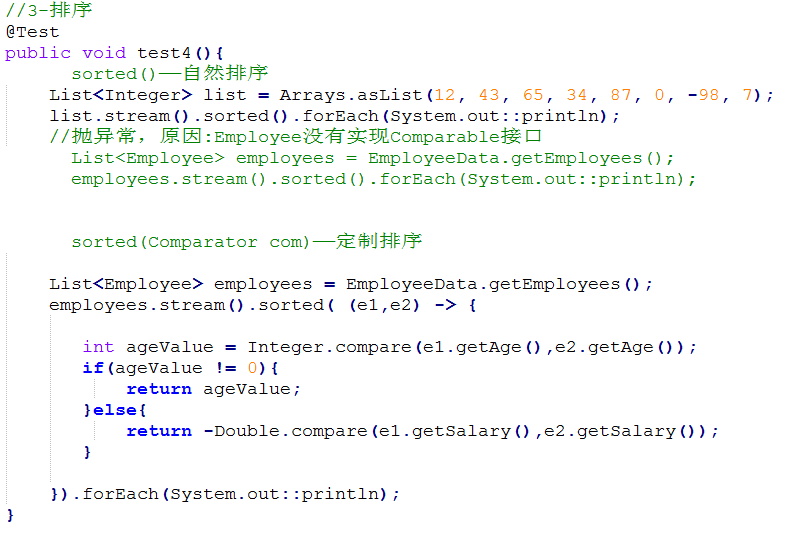 //3-排序
@Test
public void test4(){
sorted()——自然排序
List<Integer> list = Arrays.asList(12, 43, 65, 34, 87, 0, -98, 7);
list.stream().sorted().forEach(System.out::println);
//抛异常，原因:Employee没有实现Comparable接口
List<Employee> employees = EmployeeData.getEmployees();
employees.stream().sorted().forEach(System.out::println);
sorted(Comparator com)——定制排序
List<Employee> employees = EmployeeData.getEmployees();
employees.stream().sorted( (e1,e2) -> {
int ageValue = Integer.compare(e1.getAge(),e2.getAge());
if(ageValue != 0){
return ageValue;
}else{
return -Double.compare(e1.getSalary(),e2.getSalary());
}
}).forEach(System.out::println);
}